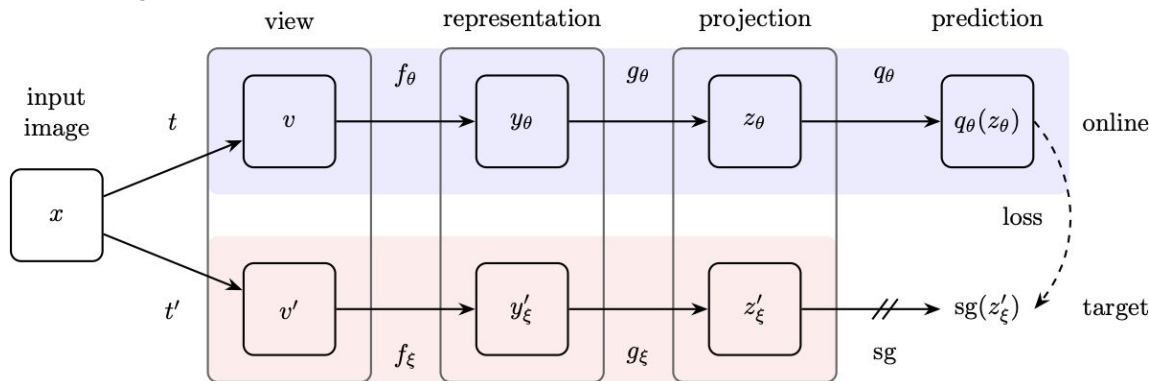 view representation projection prediction
input
image
t
f_θ g_θ q_θ
v y_θ z_θ q_θ(z_θ) online
x
loss
t′
v′ y′_ξ z′_ξ sg(z′_ξ) target
f_ξ g_ξ sg